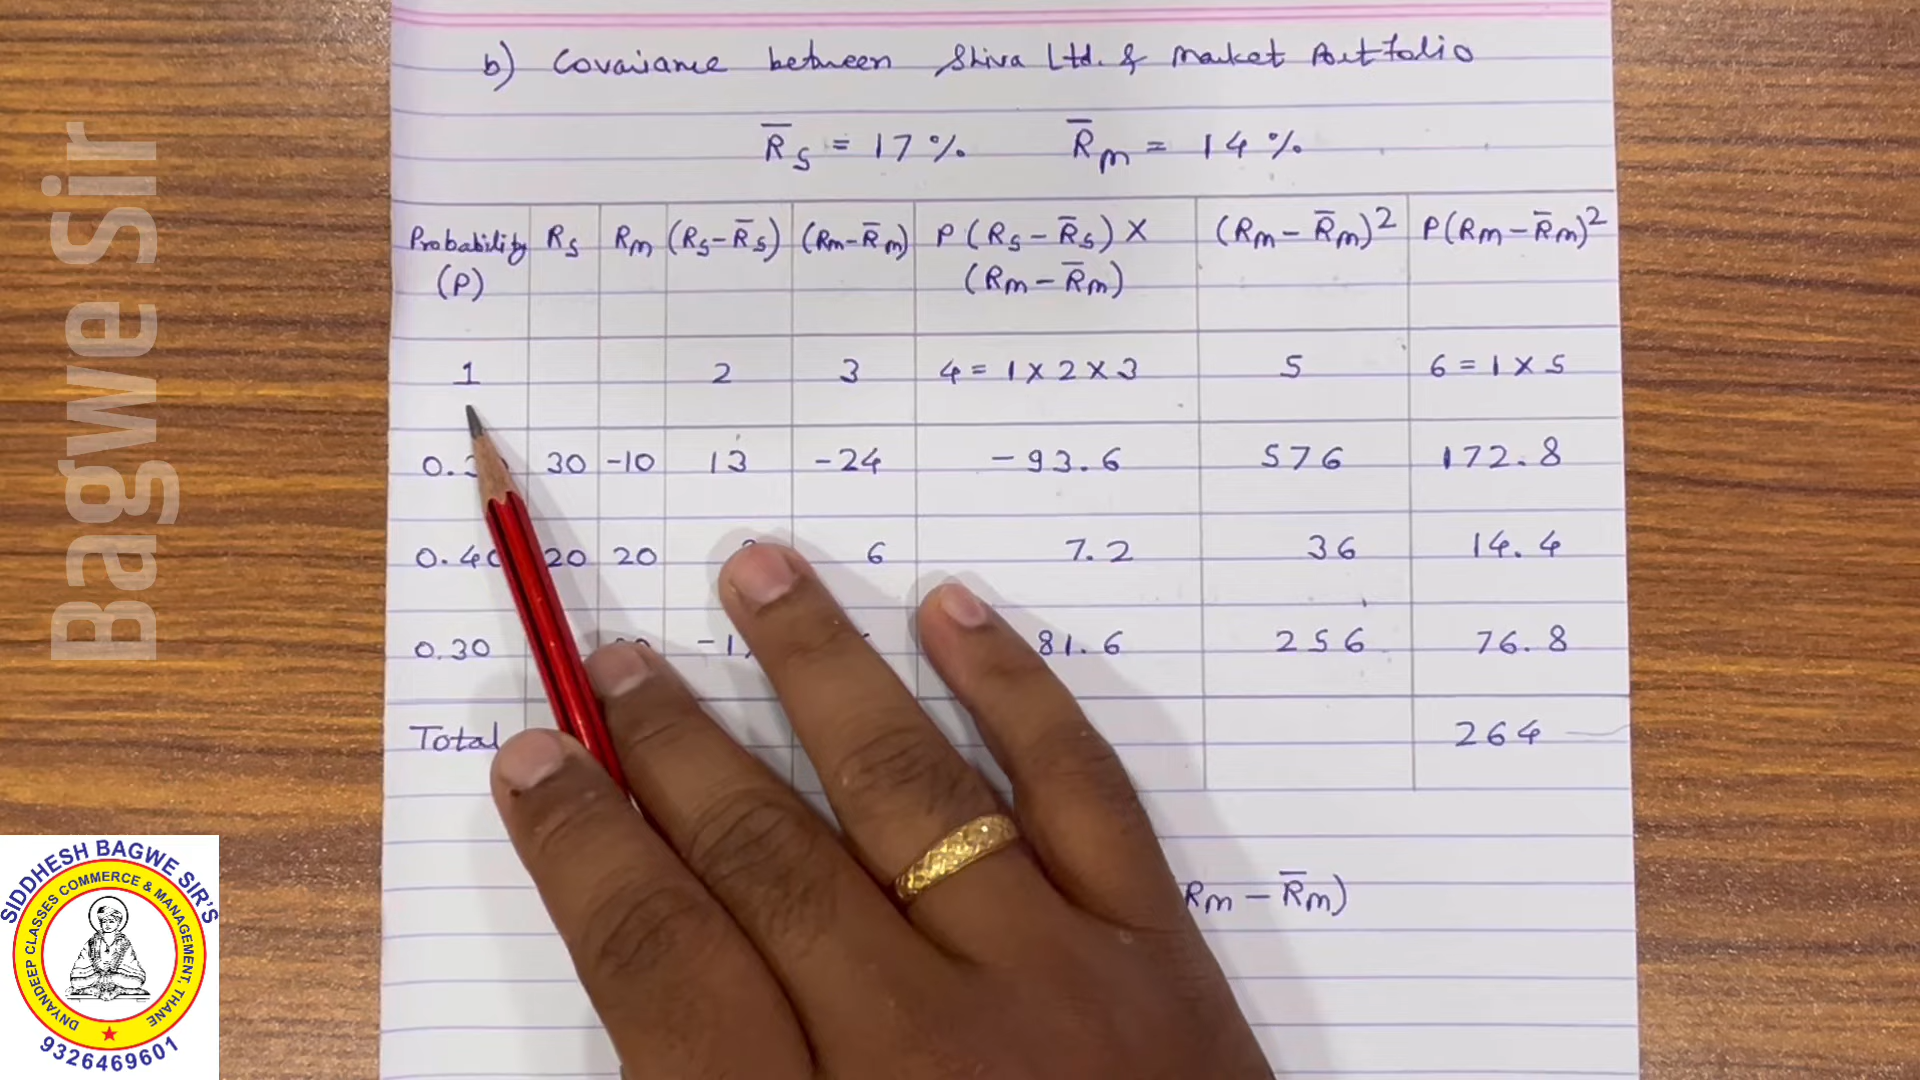 b) Covariance between Shiva Ltd. & Market Portfolio
R̅s = 17 % R̅m = 14 %
Probability (P) Rs Rm (Rs-R̅s) (Rm-R̅m) P (Rs-R̅s) X (Rm-R̅m) (Rm-R̅m)2 P(Rm-R̅m)2
1 2 3 4 = 1 X 2 X 3 5 6 = 1 X 5
0. 30 -10 13 -24 -93.6 576 172.8
0.40 20 20 6 7.2 36 14.4
0.30 81.6 256 76.8
Total 264
Rm - R̅m)
Bagwe Sir
SIDDHESH BAGWE SIR'S
DNYANDEEP CLASSES COMMERCE & MANAGEMENT, THANE
9326469601